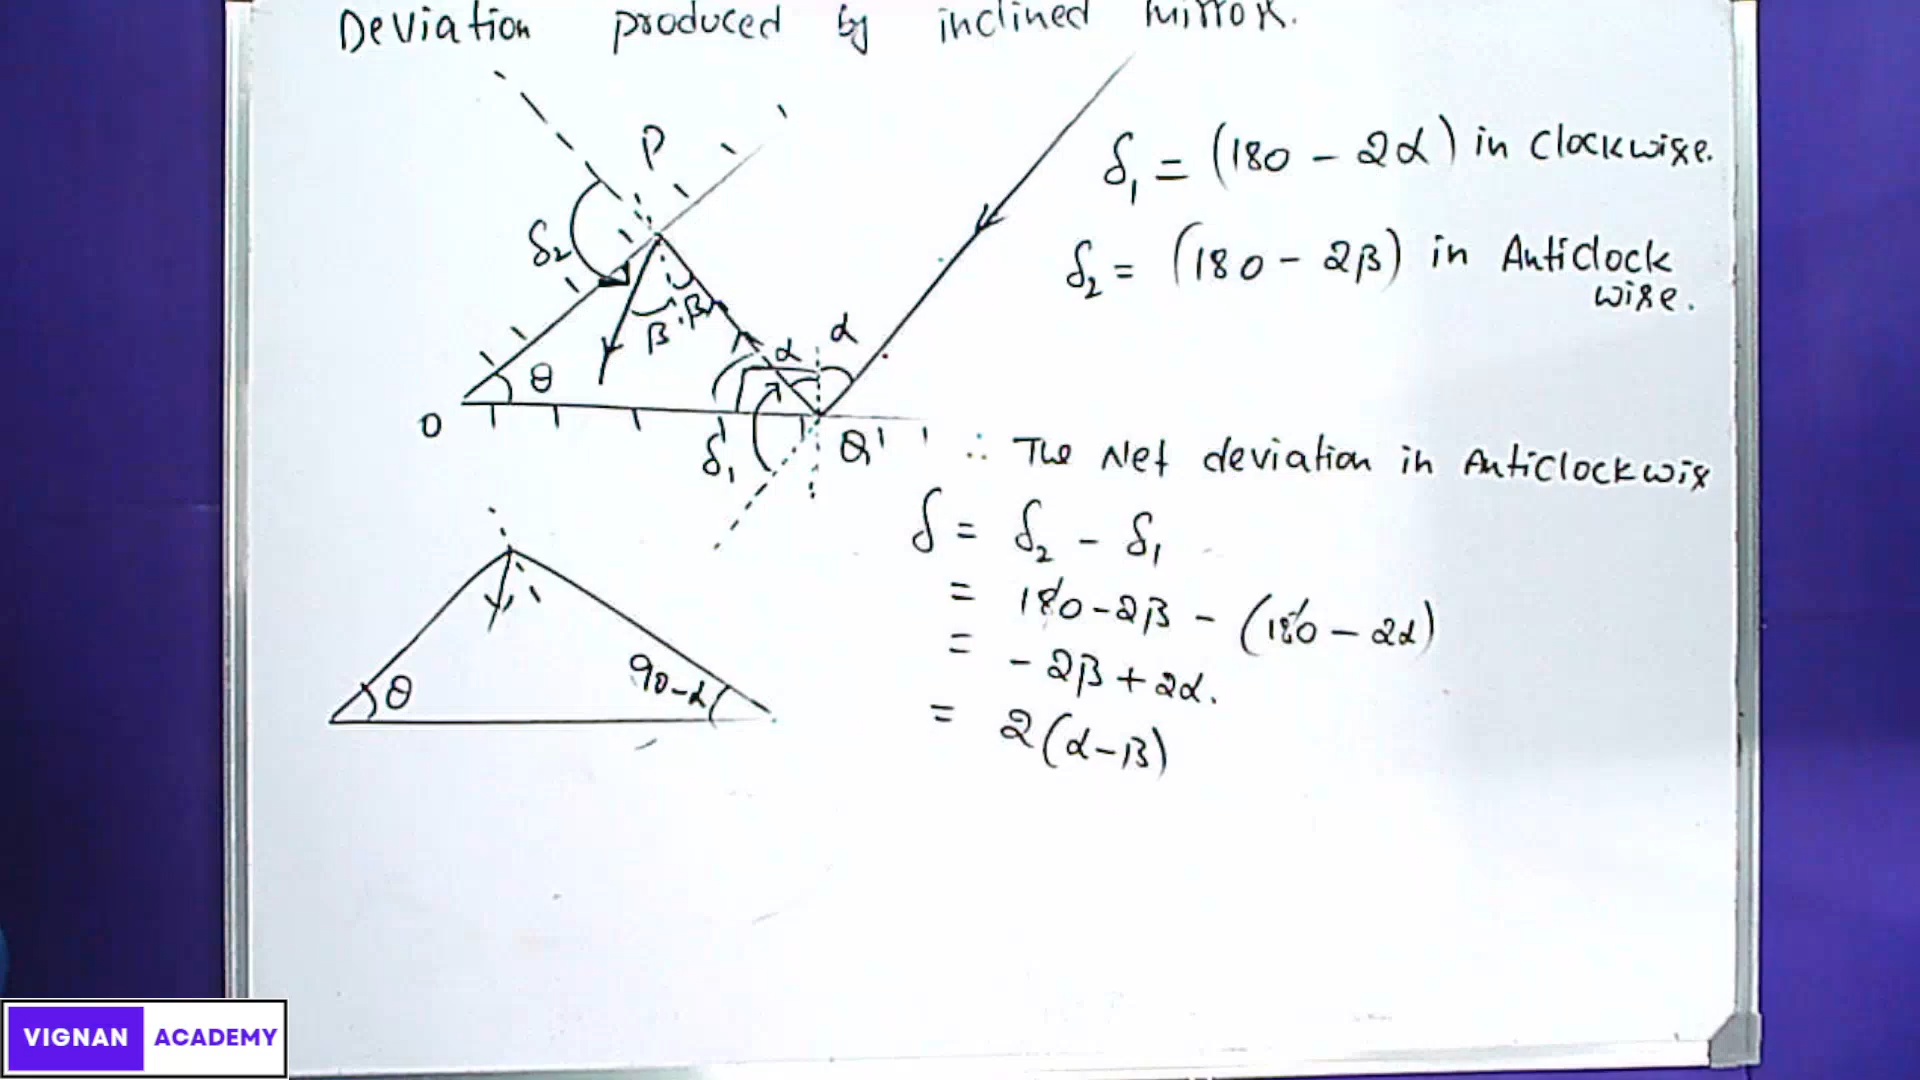 Deviation produced by inclined mirror.
P
δ₁ = (180 - 2α) in clockwise.
δ₂
δ₂ = (180 - 2β) in Anticlock
wise.
β β
α α
θ
O
δ₁
Q
∴ The Net deviation in Anticlockwis
δ = δ₂ - δ₁
= 180-2β - (180 - 2α)
= - 2β + 2α.
= 2(α-β)
θ 90-α
VIGNAN ACADEMY